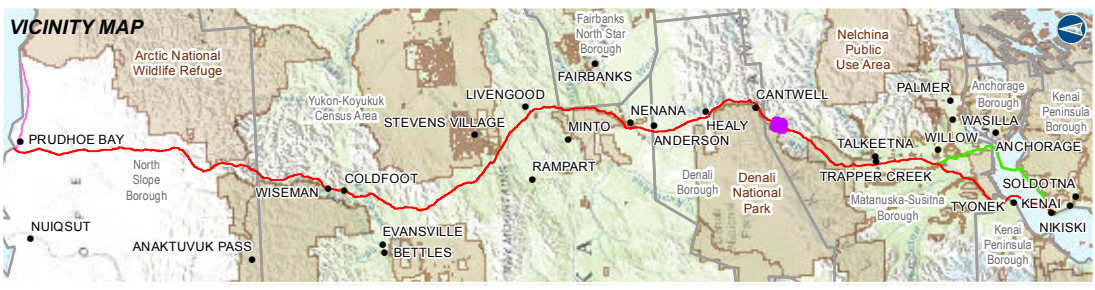 VICINITY MAP
Arctic National
Wildlife Refuge
Fairbanks
North Star
Borough
FAIRBANKS
Nelchina
Public
Use Area
Yukon-Koyukuk
Census Area
LIVENGOOD
STEVENS VILLAGE
MINTO
RAMPART
NENANA
ANDERSON
HEALY
CANTWELL
PALMER
Anchorage
Borough
WASILLA
Kenai
Peninsula
Borough
PRUDHOE BAY
North
Slope
Borough
WISEMAN
COLDFOOT
TALKEETNA
WILLOW
ANCHORAGE
TRAPPER CREEK
Denali
Borough
Denali
National
Park
Matanuska-Susitna
Borough
SOLDOTNA
TYONEK
KENAI
NIKISKI
Kenai
Peninsula
Borough
NUIQSUT
ANAKTUVUK PASS
EVANSVILLE
BETTLES